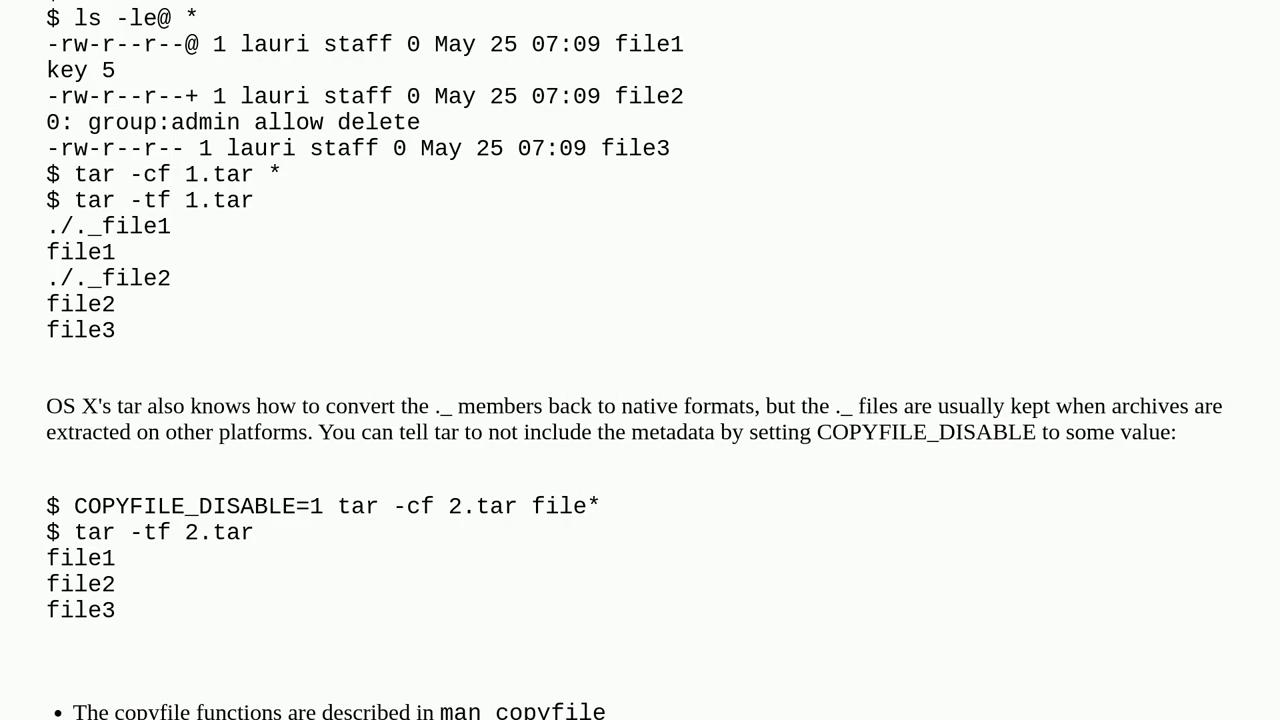 $ ls -le@ *
-rw-r--r--@ 1 lauri staff 0 May 25 07:09 file1
key 5
-rw-r--r--+ 1 lauri staff 0 May 25 07:09 file2
0: group:admin allow delete
-rw-r--r-- 1 lauri staff 0 May 25 07:09 file3
$ tar -cf 1.tar *
$ tar -tf 1.tar
./._file1
file1
./._file2
file2
file3
OS X's tar also knows how to convert the ._ members back to native formats, but the ._ files are usually kept when archives are
extracted on other platforms. You can tell tar to not include the metadata by setting COPYFILE_DISABLE to some value:
$ COPYFILE_DISABLE=1 tar -cf 2.tar file*
$ tar -tf 2.tar
file1
file2
file3
• The copyfile functions are described in man copyfile